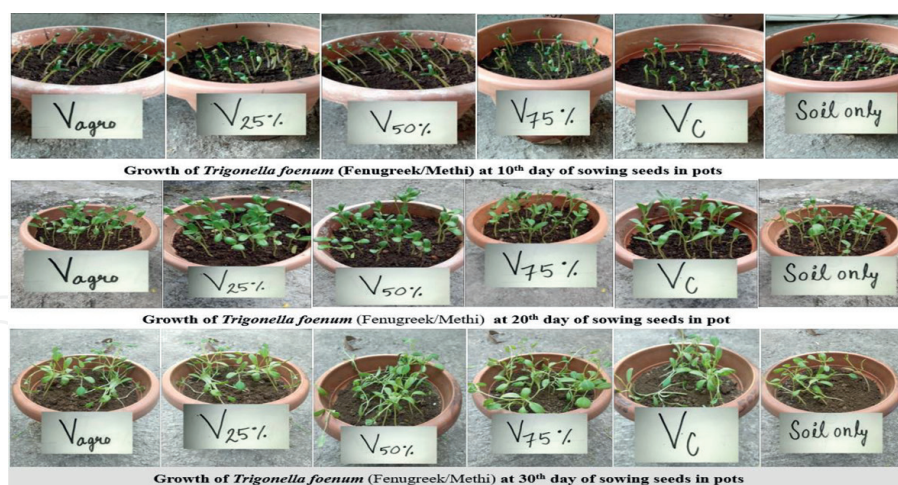 Vagro V25% V50% V75% VC Soil only
Growth of Trigonella foenum (Fenugreek/Methi) at 10th day of sowing seeds in pots
Vagro V25% V50% V75% VC Soil only
Growth of Trigonella foenum (Fenugreek/Methi) at 20th day of sowing seeds in pot
Vagro V25% V50% V75% VC Soil only
Growth of Trigonella foenum (Fenugreek/Methi) at 30th day of sowing seeds in pots